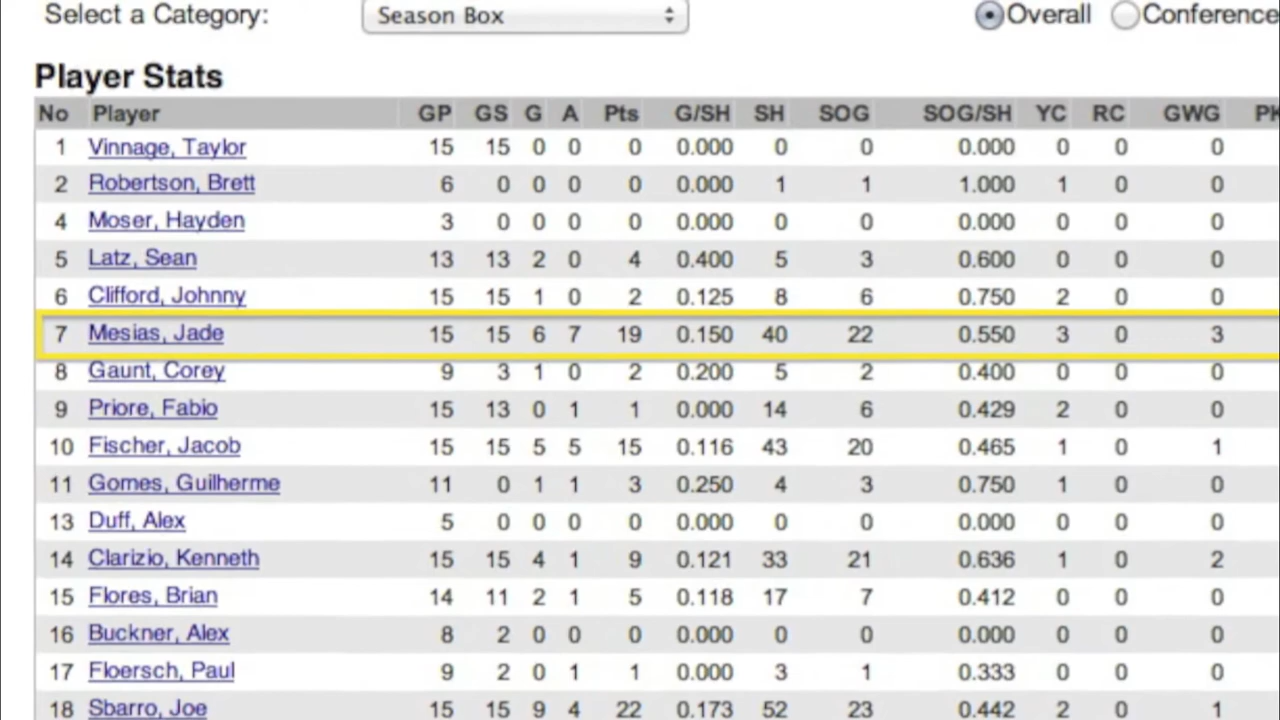 Select a Category: Season Box Overall Conference
Player Stats
No Player GP GS G A Pts G/SH SH SOG SOG/SH YC RC GWG PK
1 Vinnage, Taylor 15 15 0 0 0 0.000 0 0 0.000 0 0 0
2 Robertson, Brett 6 0 0 0 0 0.000 1 1 1.000 1 0 0
4 Moser, Hayden 3 0 0 0 0 0.000 0 0 0.000 0 0 0
5 Latz, Sean 13 13 2 0 4 0.400 5 3 0.600 0 0 0
6 Clifford, Johnny 15 15 1 0 2 0.125 8 6 0.750 2 0 0
7 Mesias, Jade 15 15 6 7 19 0.150 40 22 0.550 3 0 3
8 Gaunt, Corey 9 3 1 0 2 0.200 5 2 0.400 0 0 0
9 Priore, Fabio 15 13 0 1 1 0.000 14 6 0.429 2 0 0
10 Fischer, Jacob 15 15 5 5 15 0.116 43 20 0.465 1 0 1
11 Gomes, Guilherme 11 0 1 1 3 0.250 4 3 0.750 1 0 0
13 Duff, Alex 5 0 0 0 0 0.000 0 0 0.000 0 0 0
14 Clarizio, Kenneth 15 15 4 1 9 0.121 33 21 0.636 1 0 2
15 Flores, Brian 14 11 2 1 5 0.118 17 7 0.412 0 0 0
16 Buckner, Alex 8 2 0 0 0 0.000 0 0 0.000 0 0 0
17 Floersch, Paul 9 2 0 1 1 0.000 3 1 0.333 0 0 0
18 Sbarro, Joe 15 15 9 4 22 0.173 52 23 0.442 2 0 1